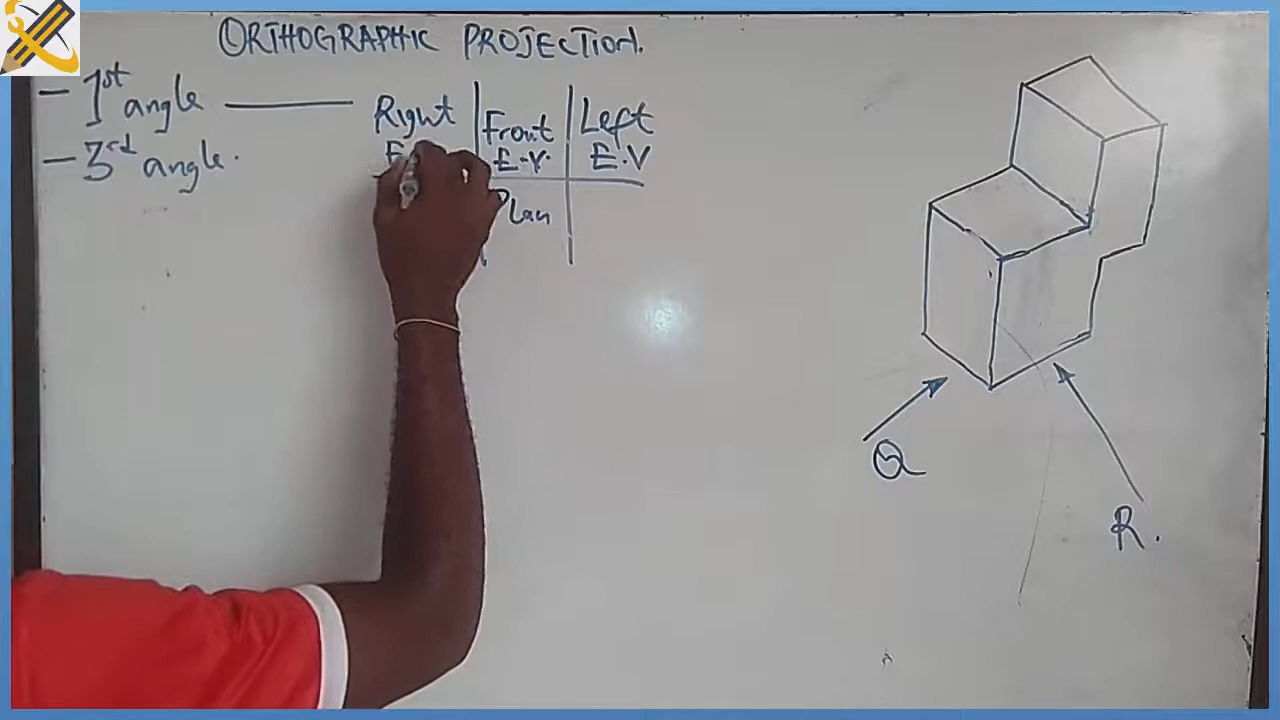 ORTHOGRAPHIC PROJECTION.
- 1st angle
Right
E
Front
E.V.
Left
E.V
- 3rd angle.
Plan
Q
R.